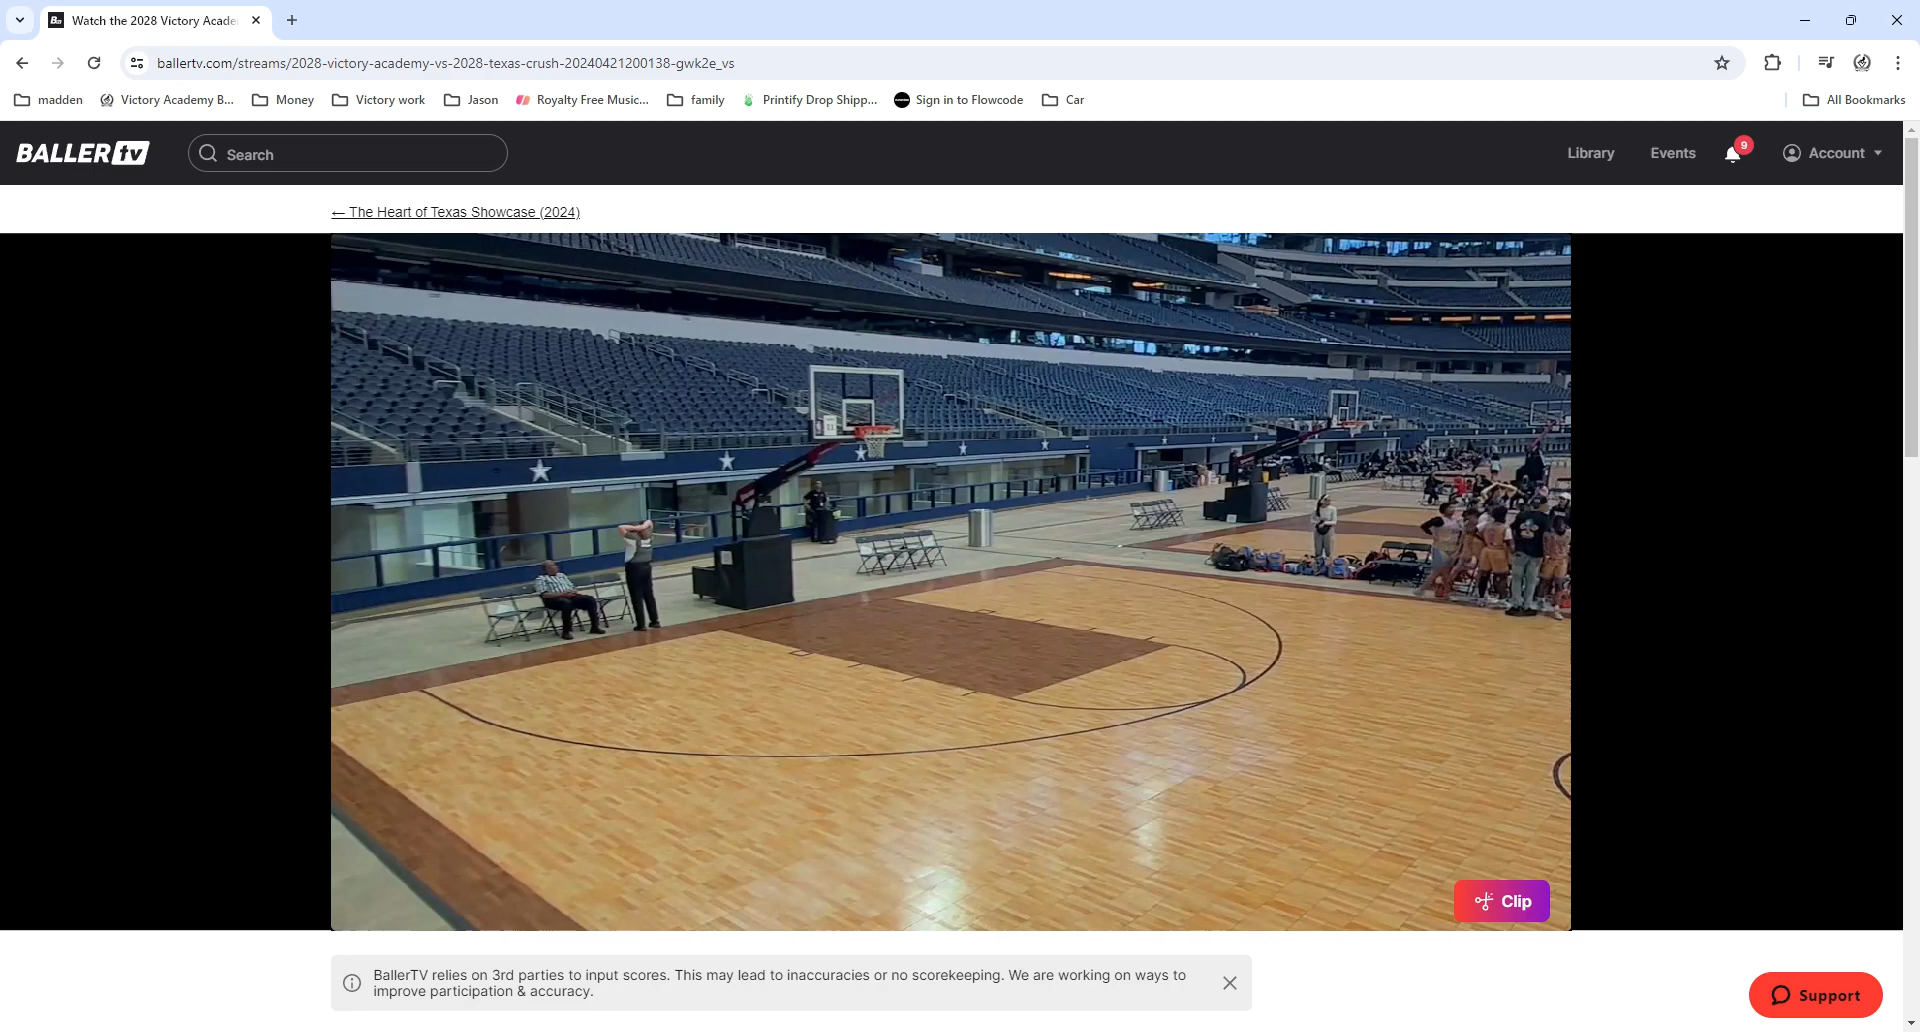 Watch the 2028 Victory Acade
ballertv.com/streams/2028-victory-academy-vs-2028-texas-crush-20240421200138-gwk2e_vs
madden
Victory Academy B...
Money
Victory work
Jason
Royalty Free Music...
family
Printify Drop Shipp...
Sign in to Flowcode
Car
All Bookmarks
BALLER tv
Search
Library
Events
9
Account
← The Heart of Texas Showcase (2024)
11
Clip
BallerTV relies on 3rd parties to input scores. This may lead to inaccuracies or no scorekeeping. We are working on ways to
improve participation & accuracy.
Support